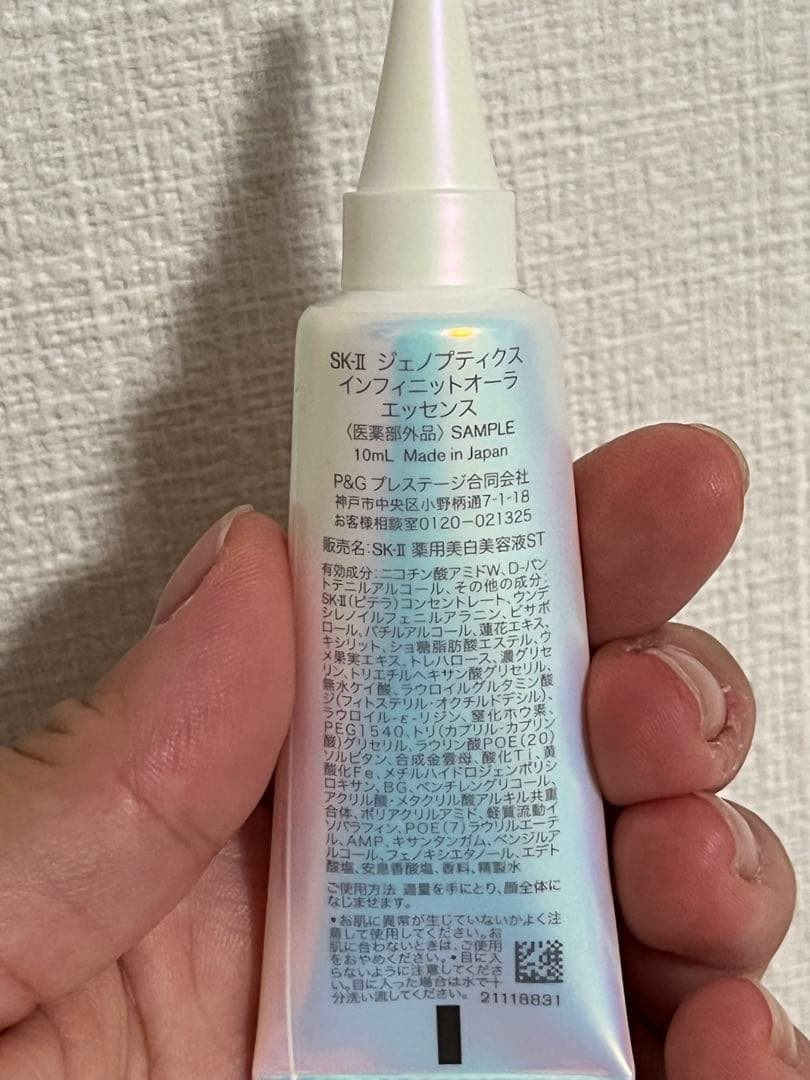 SK-II ジェノプティクス
インフィニットオーラ
エッセンス
〈医薬部外品〉SAMPLE
10mL Made in Japan
P&G プレステージ合同会社
神戸市中央区小野柄通7-1-18
お客様相談室0120-021325
販売名:SK-II 薬用美白美容液ST
有効成分:ニコチン酸アミドW、D-パン
トテニルアルコール、その他の成分:
SK-II(ピテラ)コンセントレート、ウンデ
シレノイルフェニルアラニン、ビサボ
ロール、バチルアルコール、蓮花エキス、
キシリット、ショ糖脂肪酸エステル、ウ
メ果実エキス、トレハロース、濃グリセ
リン、トリエチルヘキサン酸グリセリル、
無水ケイ酸、ラウロイルグルタミン酸
ジ(フィトステリル・オクチルドデシル)、
ラウロイル-ε-リジン、窒化ホウ素、
PEG1540、トリ(カプリル・カプリン
酸)グリセリル、ラウリン酸POE(20)
ソルビタン、合成金雲母、酸化Ti、黄
酸化Fe、メチルハイドロジェンポリシ
ロキサン、BG、ペンチレングリコール、
アクリル酸・メタクリル酸アルキル共重
合体、ポリアクリルアミド、軽質流動イ
ソパラフィン、POE(7)ラウリルエーテ
ル、AMP、キサンタンガム、ベンジルア
ルコール、フェノキシエタノール、エデト
酸塩、安息香酸塩、香料、精製水
ご使用方法 適量を手にとり、顔全体に
なじませます。
•お肌に異常が生じていないかよく注
意して使用してください。お
肌に合わないときは、ご使用
をおやめください。•目に入
らないように注意してくださ
い。目に入った場合は水で十
分洗い流してください。 21118831